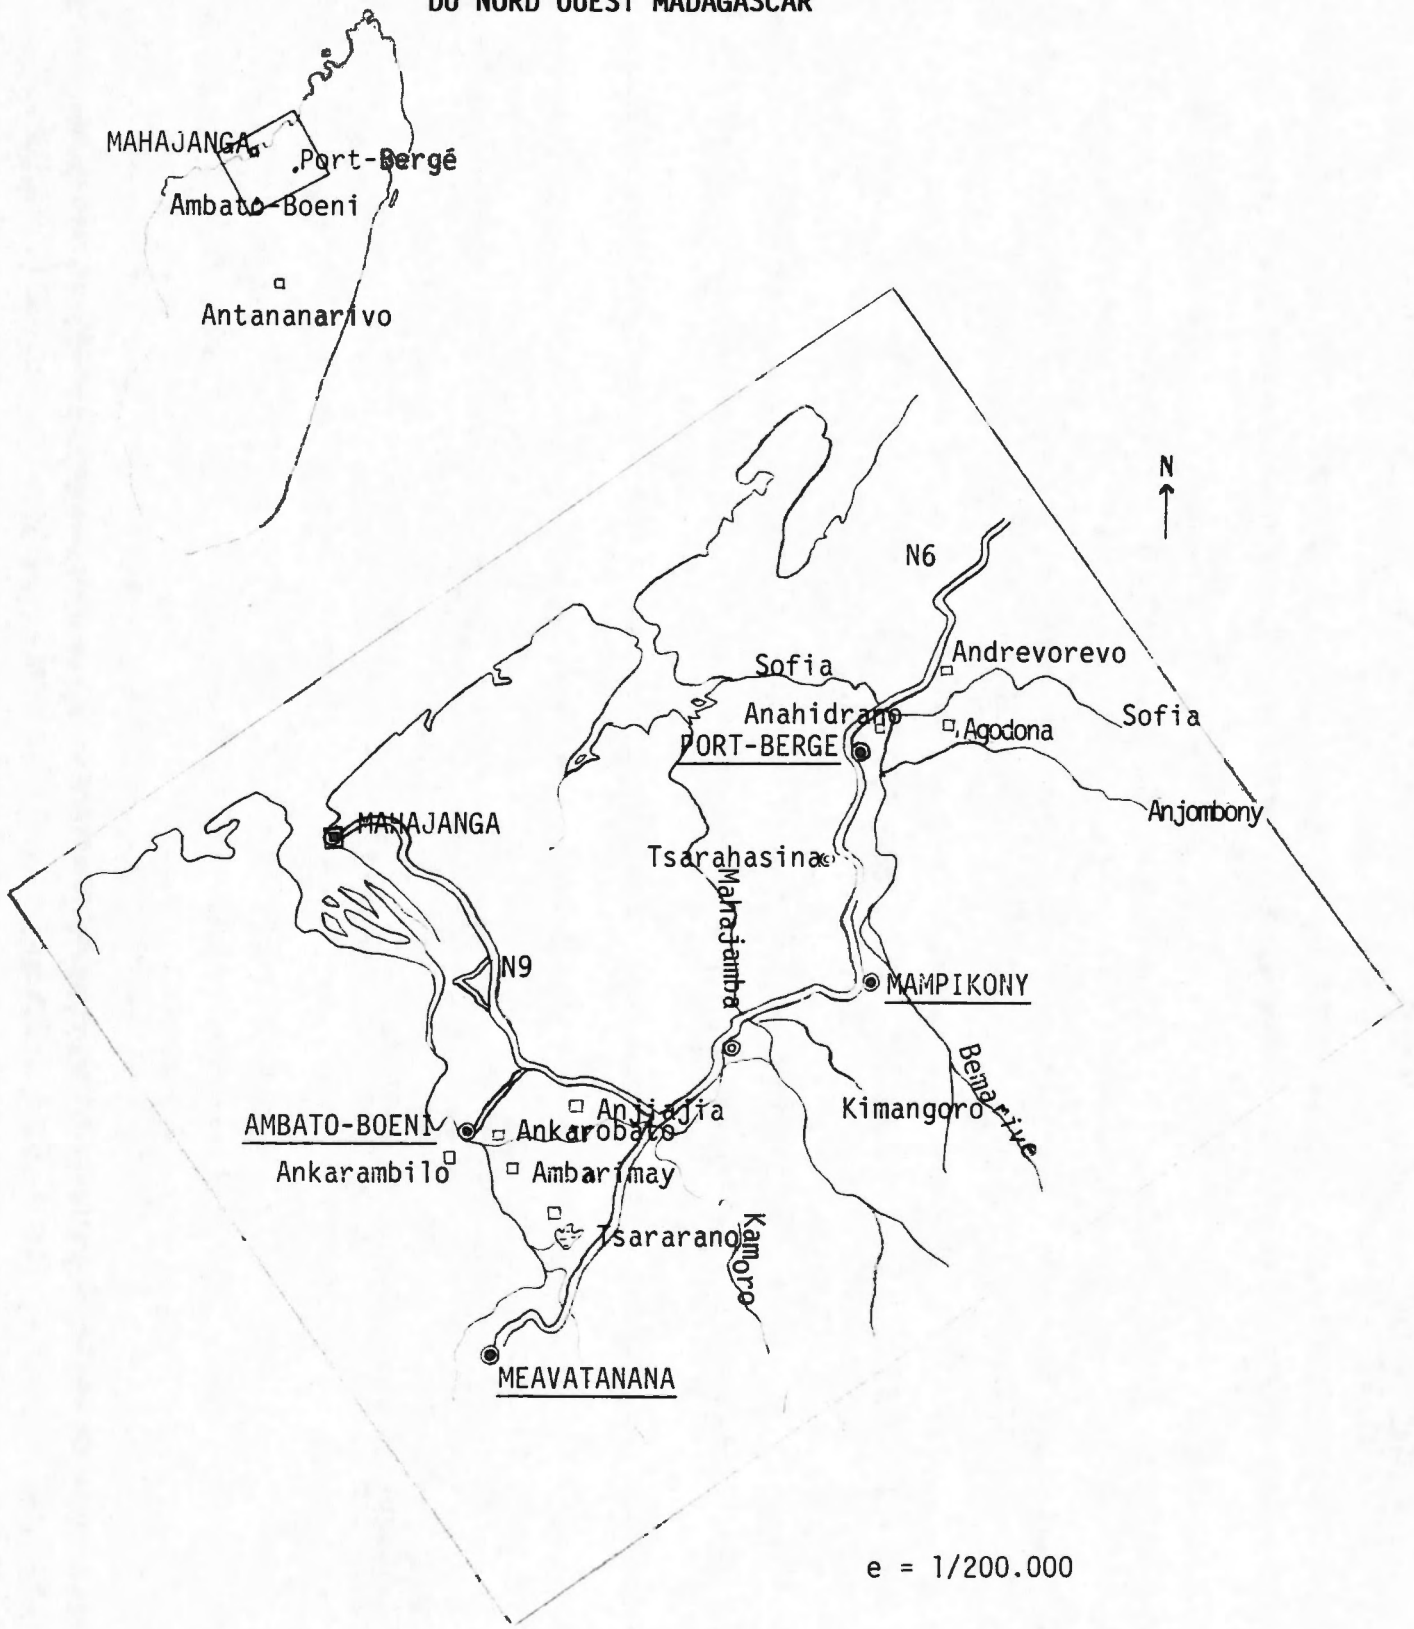 DU NORD OUEST MADAGASCAR
MAHAJANGA
Port-Bergé
Ambato-Boeni
Antananarivo
N
N6
Andrevorevo
Sofia
Anahidrano
Sofia
Agodona
PORT-BERGE
Anjombony
MAHAJANGA
Tsarahasina
Mahajamba
N9
MAMPIKONY
Bemarive
Kimangoro
Anjiajia
AMBATO-BOENI
Ankarobato
Ankarambilo
Ambarimay
Tsararano
Kamoro
MEAVATANANA
e = 1/200.000